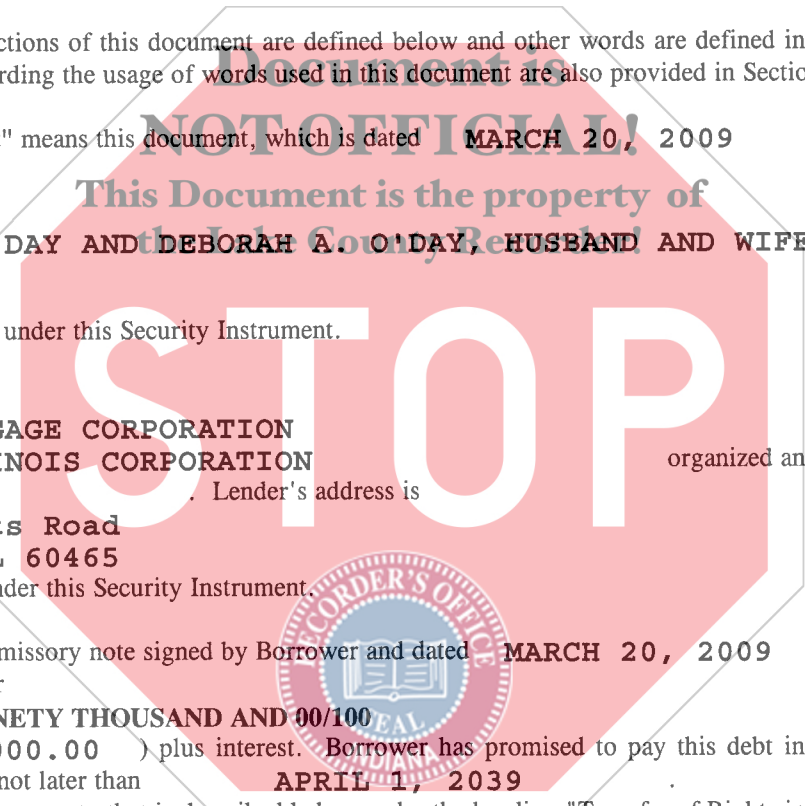 ctions of this document are defined below and other words are defined in
rding the usage of words used in this document are also provided in Sectio
Document is
" means this document, which is dated MARCH 20, 2009
NOT OFFICIAL!
This Document is the property of
the Lake County Recorder!
DAY AND DEBORAH A. O'DAY, HUSBAND AND WIFE
under this Security Instrument.
STOP
GAGE CORPORATION
INOIS CORPORATION organized an
. Lender's address is
s Road
L 60465
nder this Security Instrument.
RECORDER'S OFFICE
missory note signed by Borrower and dated MARCH 20, 2009
r
NETY THOUSAND AND 00/100
SEAL
000.00 ) plus interest. Borrower has promised to pay this debt in
INDIANA
not later than APRIL 1, 2039 .